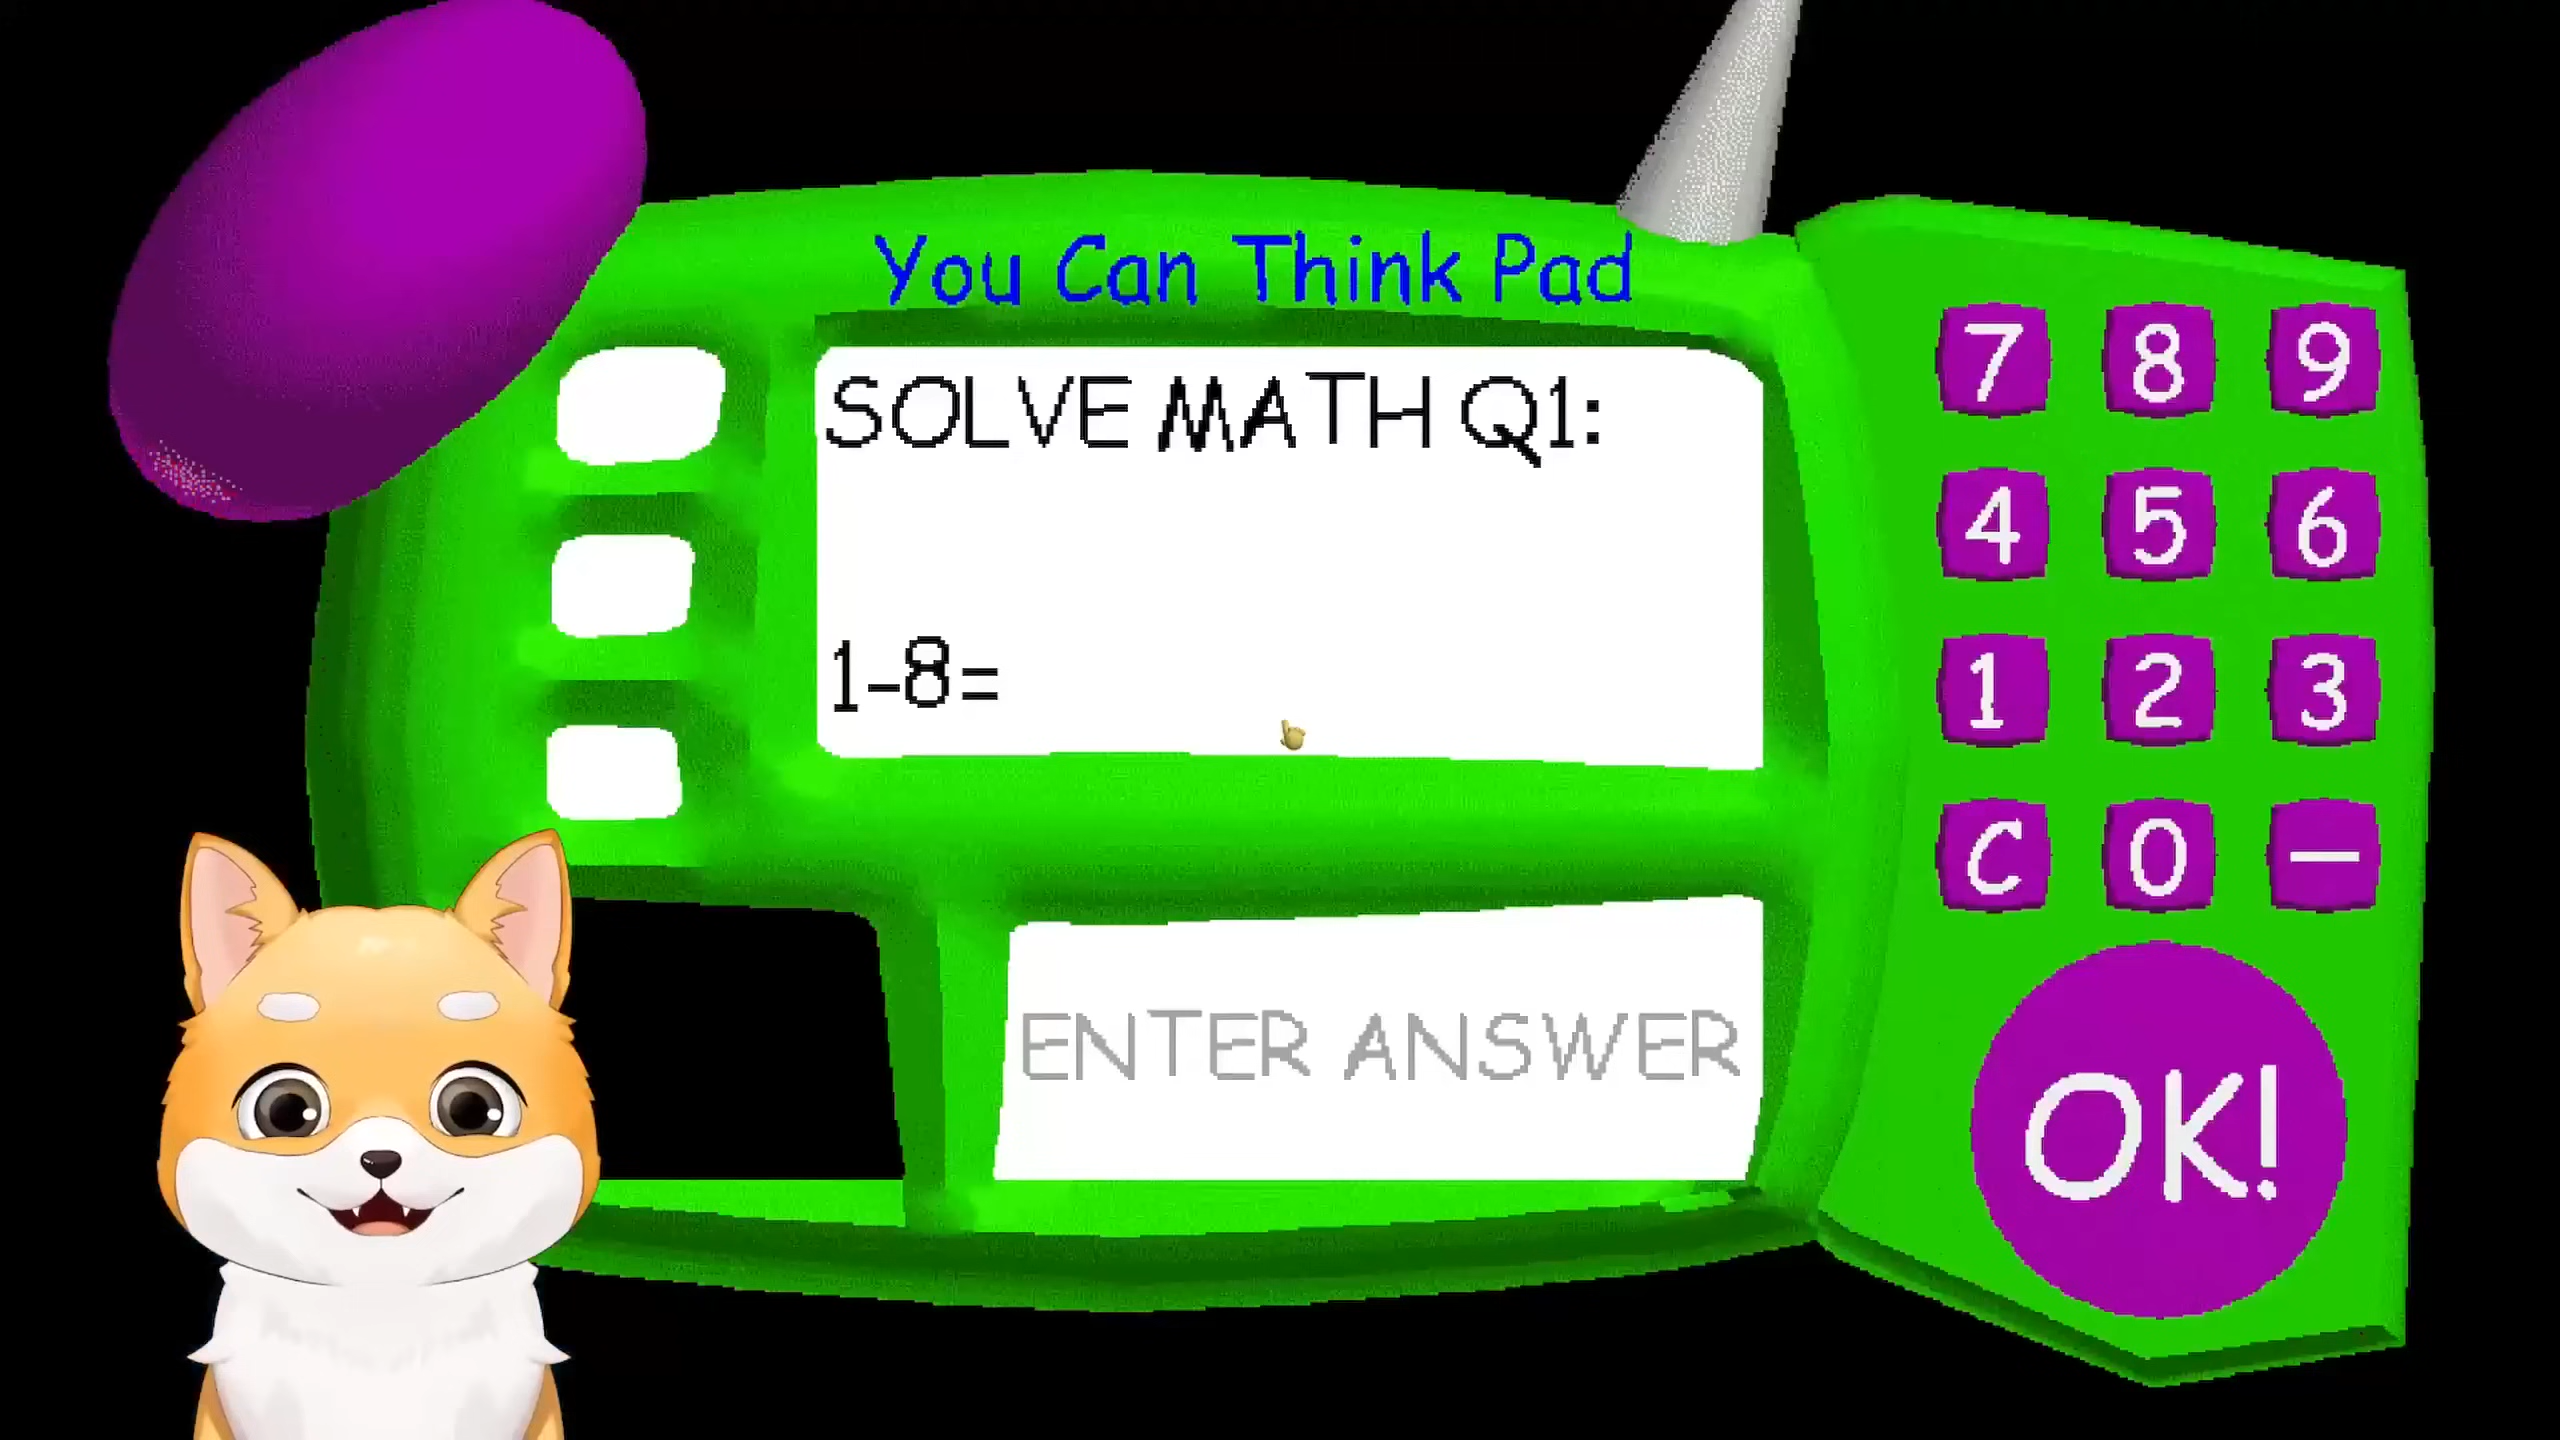 You Can Think Pad
SOLVE MATH Q1:
1-8=
7 8 9
4 5 6
1 2 3
C 0 –
ENTER ANSWER
OK!